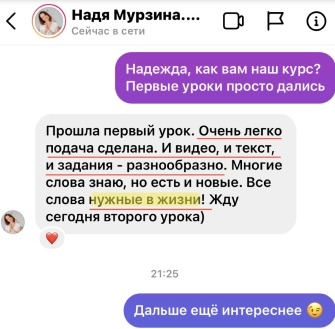 Надя Мурзина....
Сейчас в сети
Надежда, как вам наш курс?
Первые уроки просто дались
Прошла первый урок. Очень легко
подача сделана. И видео, и текст,
и задания - разнообразно. Многие
слова знаю, но есть и новые. Все
слова нужные в жизни! Жду
сегодня второго урока)
21:25
Дальше ещё интереснее 😉